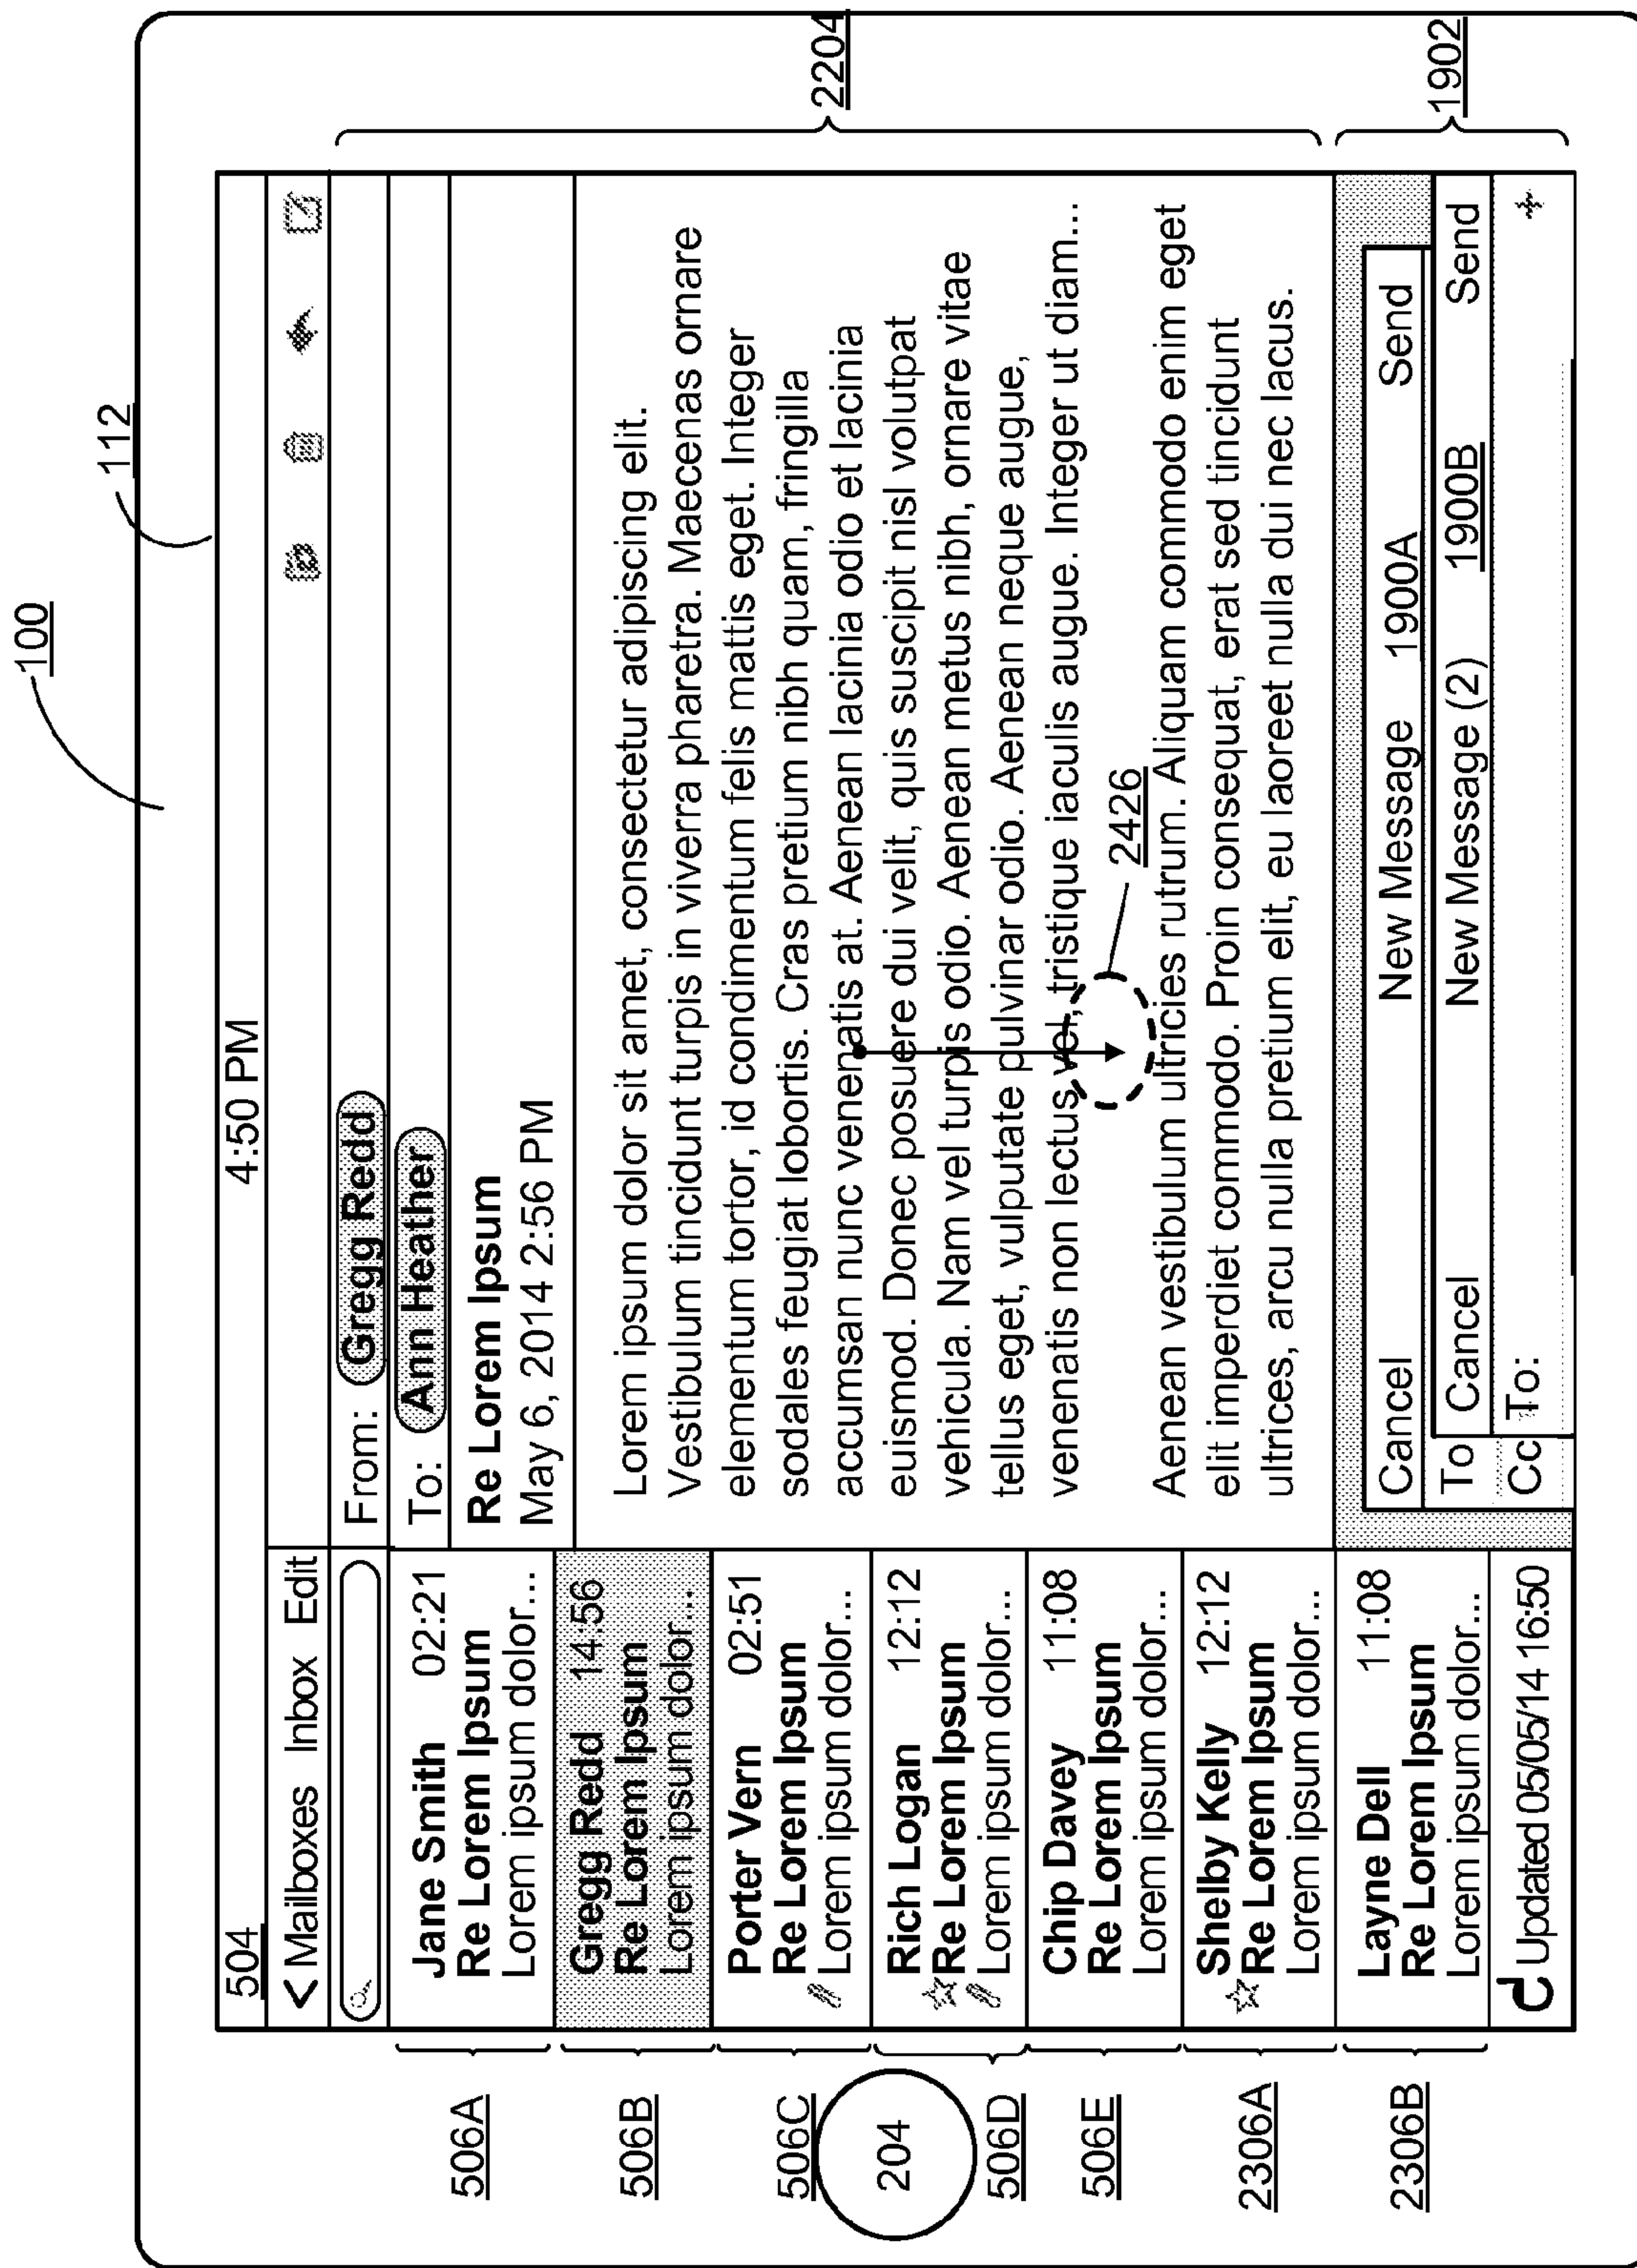 100
112
504
4:50 PM
< Mailboxes Inbox Edit
From: Gregg Redd
To: Ann Heather
Re Lorem Ipsum
May 6, 2014 2:56 PM
Lorem ipsum dolor sit amet, consectetur adipiscing elit.
Vestibulum tincidunt turpis in viverra pharetra. Maecenas ornare
elementum tortor, id condimentum felis mattis eget. Integer
sodales feugiat lobortis. Cras pretium nibh quam, fringilla
accumsan nunc venenatis at. Aenean lacinia odio et lacinia
euismod. Donec posuere dui velit, quis suscipit nisl volutpat
vehicula. Nam vel turpis odio. Aenean metus nibh, ornare vitae
tellus eget, vulputate pulvinar odio. Aenean neque augue,
venenatis non lectus vel, tristique iaculis augue. Integer ut diam...
2426
Aenean vestibulum ultricies rutrum. Aliquam commodo enim eget
elit imperdiet commodo. Proin consequat, erat sed tincidunt
ultrices, arcu nulla pretium elit, eu laoreet nulla dui nec lacus.
2204
506A
Jane Smith 02:21
Re Lorem Ipsum
Lorem ipsum dolor...
506B
Gregg Redd 14:56
Re Lorem Ipsum
Lorem ipsum dolor...
506C
Porter Vern 02:51
Re Lorem Ipsum
Lorem ipsum dolor...
204
506D
Rich Logan 12:12
Re Lorem Ipsum
Lorem ipsum dolor...
506E
Chip Davey 11:08
Re Lorem Ipsum
Lorem ipsum dolor...
2306A
Shelby Kelly 12:12
Re Lorem Ipsum
Lorem ipsum dolor...
2306B
Layne Dell 11:08
Re Lorem Ipsum
Lorem ipsum dolor...
Updated 05/05/14 16:50
Cancel New Message 1900A Send
To
Cc
Cancel New Message (2) 1900B Send
To:
+
1902